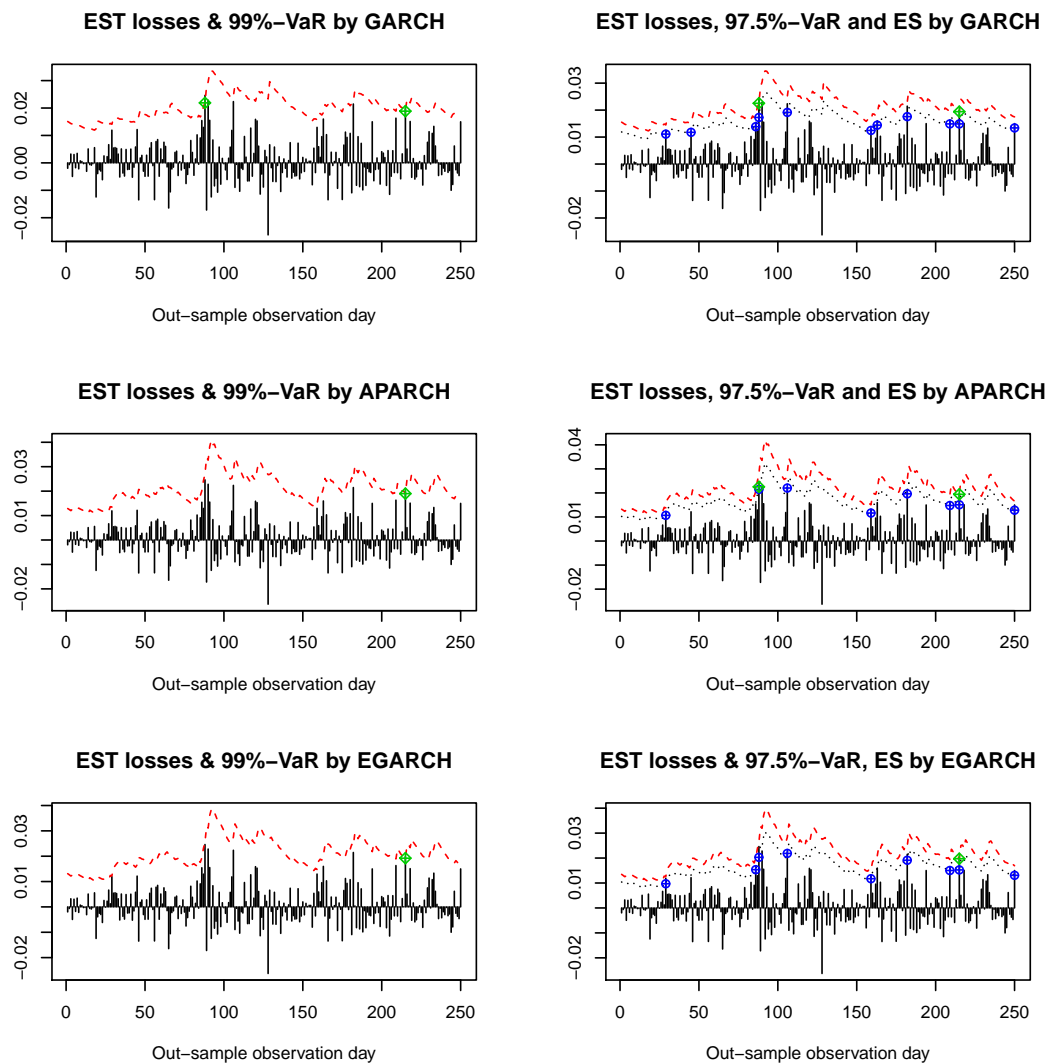 EST losses & 99%−VaR by GARCH
−0.02 0.00 0.02
0 50 100 150 200 250
Out−sample observation day
EST losses, 97.5%−VaR and ES by GARCH
−0.02 0.01 0.03
0 50 100 150 200 250
Out−sample observation day
EST losses & 99%−VaR by APARCH
−0.02 0.01 0.03
0 50 100 150 200 250
Out−sample observation day
EST losses, 97.5%−VaR and ES by APARCH
−0.02 0.01 0.04
0 50 100 150 200 250
Out−sample observation day
EST losses & 99%−VaR by EGARCH
−0.02 0.01 0.03
0 50 100 150 200 250
Out−sample observation day
EST losses & 97.5%−VaR, ES by EGARCH
−0.02 0.01 0.03
0 50 100 150 200 250
Out−sample observation day